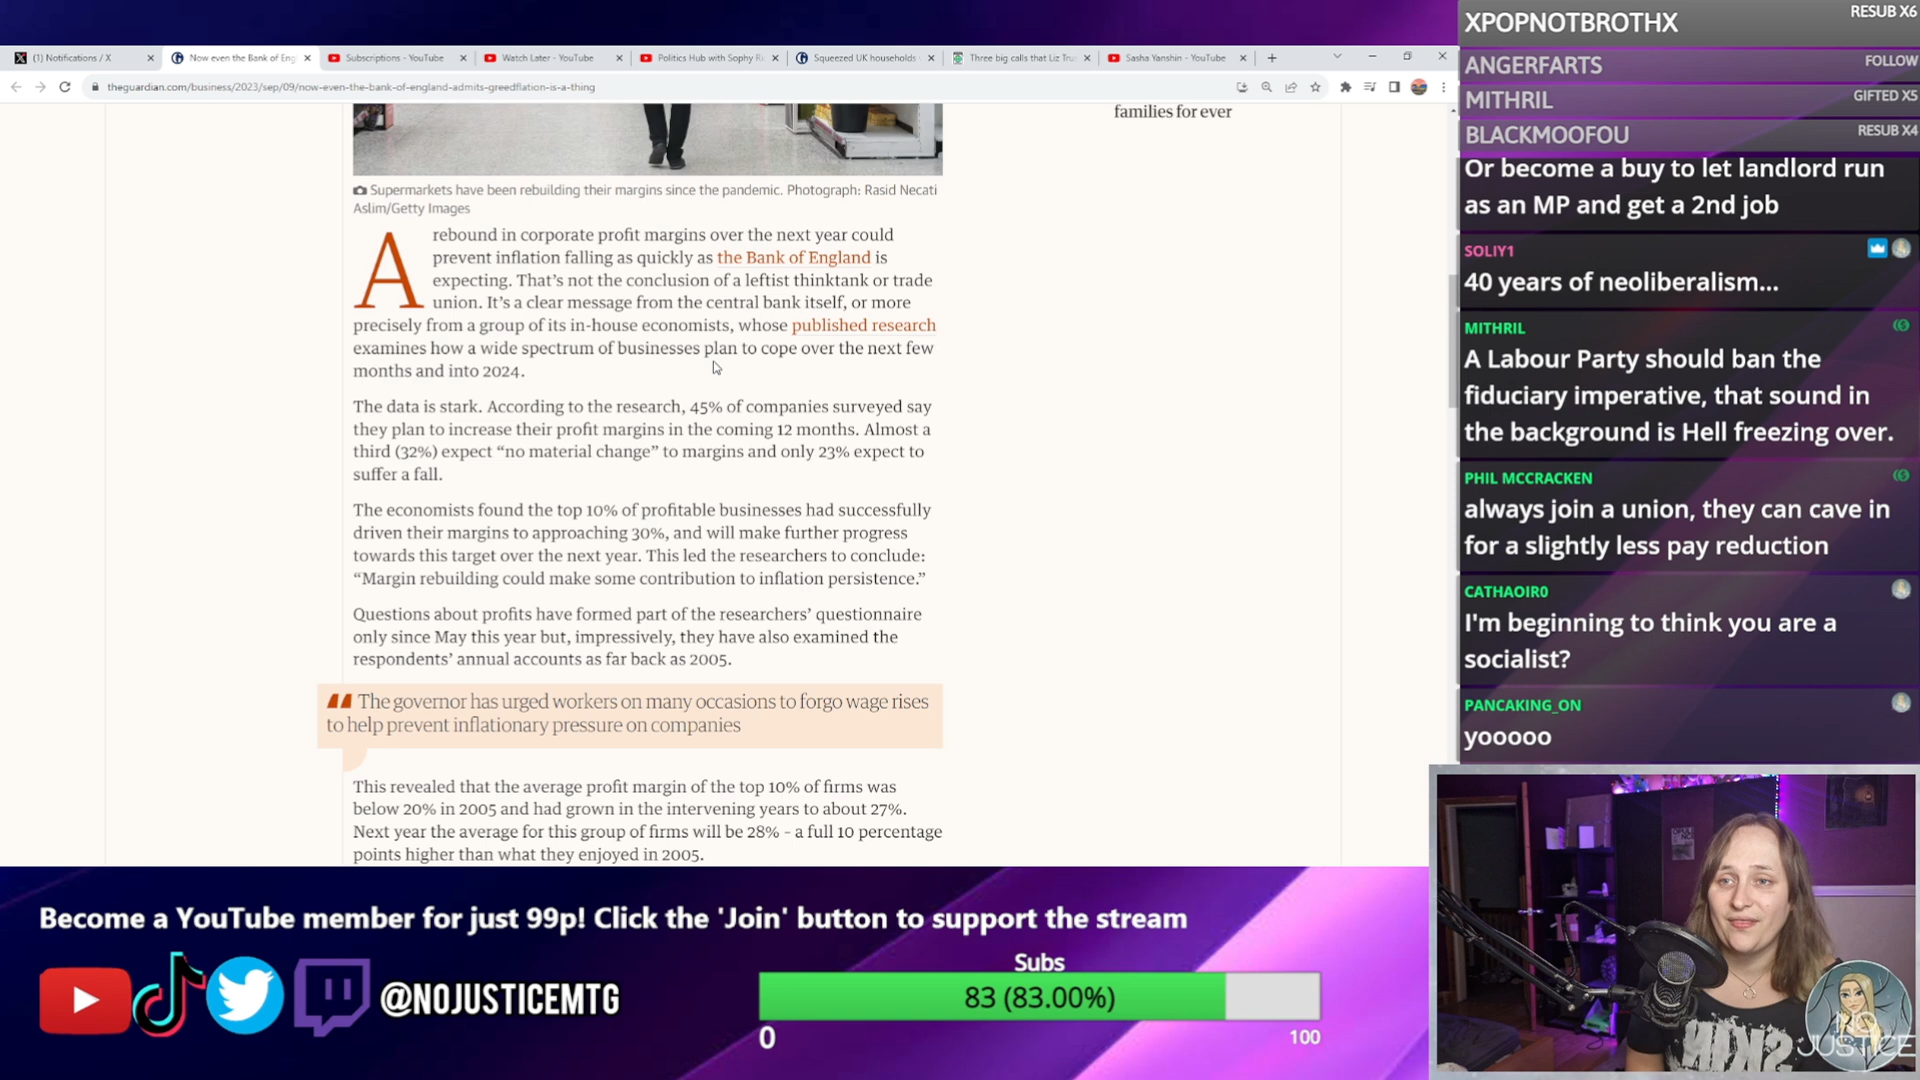 (1) Notifications / X
Now even the Bank of Eng
Subscriptions - YouTube
Watch Later - YouTube
Politics Hub with Sophy Ri
Squeezed UK households
Three big calls that Liz Tru
Sasha Yanshin - YouTube
theguardian.com/business/2023/sep/09/now-even-the-bank-of-england-admits-greedflation-is-a-thing
families for ever
Supermarkets have been rebuilding their margins since the pandemic. Photograph: Rasid Necati
Aslim/Getty Images
A rebound in corporate profit margins over the next year could
prevent inflation falling as quickly as the Bank of England is
expecting. That's not the conclusion of a leftist thinktank or trade
union. It's a clear message from the central bank itself, or more
precisely from a group of its in-house economists, whose published research
examines how a wide spectrum of businesses plan to cope over the next few
months and into 2024.
The data is stark. According to the research, 45% of companies surveyed say
they plan to increase their profit margins in the coming 12 months. Almost a
third (32%) expect “no material change” to margins and only 23% expect to
suffer a fall.
The economists found the top 10% of profitable businesses had successfully
driven their margins to approaching 30%, and will make further progress
towards this target over the next year. This led the researchers to conclude:
“Margin rebuilding could make some contribution to inflation persistence.”
Questions about profits have formed part of the researchers’ questionnaire
only since May this year but, impressively, they have also examined the
respondents’ annual accounts as far back as 2005.
The governor has urged workers on many occasions to forgo wage rises
to help prevent inflationary pressure on companies
This revealed that the average profit margin of the top 10% of firms was
below 20% in 2005 and had grown in the intervening years to about 27%.
Next year the average for this group of firms will be 28% – a full 10 percentage
points higher than what they enjoyed in 2005.
XPOPNOTBROTHX RESUB X6
ANGERFARTS FOLLOW
MITHRIL GIFTED X5
BLACKMOOFOU RESUB X4
Or become a buy to let landlord run
as an MP and get a 2nd job
SOLIY1
40 years of neoliberalism...
MITHRIL
A Labour Party should ban the
fiduciary imperative, that sound in
the background is Hell freezing over.
PHIL MCCRACKEN
always join a union, they can cave in
for a slightly less pay reduction
CATHAOIR0
I'm beginning to think you are a
socialist?
PANCAKING_ON
yooooo
Become a YouTube member for just 99p! Click the 'Join' button to support the stream
@NOJUSTICEMTG
Subs
83 (83.00%)
0
100
NO
JUSTICE